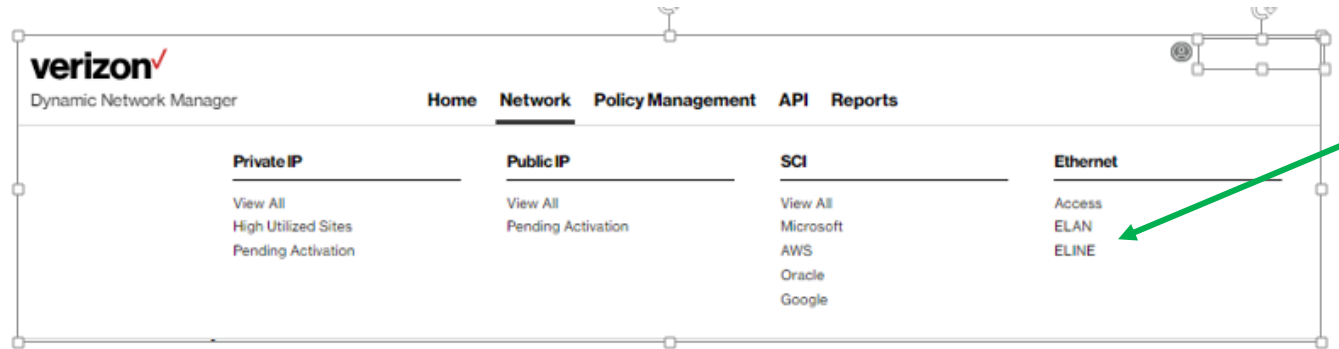 verizon
Dynamic Network Manager
Home Network Policy Management API Reports
Private IP
View All
High Utilized Sites
Pending Activation
Public IP
View All
Pending Activation
SCI
View All
Microsoft
AWS
Oracle
Google
Ethernet
Access
ELAN
ELINE